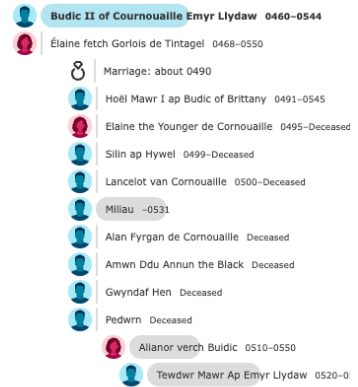 Budic II of Cournouaille Emyr Llydaw 0460–0544
Élaine fetch Gorlois de Tintagel 0468–0550
Marriage: about 0490
Hoël Mawr I ap Budic of Brittany 0491–0545
Elaine the Younger de Cornouaille 0495–Deceased
Silin ap Hywel 0499–Deceased
Lancelot van Cornouaille 0500–Deceased
Miliau –0531
Alan Fyrgan de Cornouaille Deceased
Amwn Ddu Annun the Black Deceased
Gwyndaf Hen Deceased
Pedwrn Deceased
Alianor verch Buidic 0510–0550
Tewdwr Mawr Ap Emyr Llydaw 0520–0